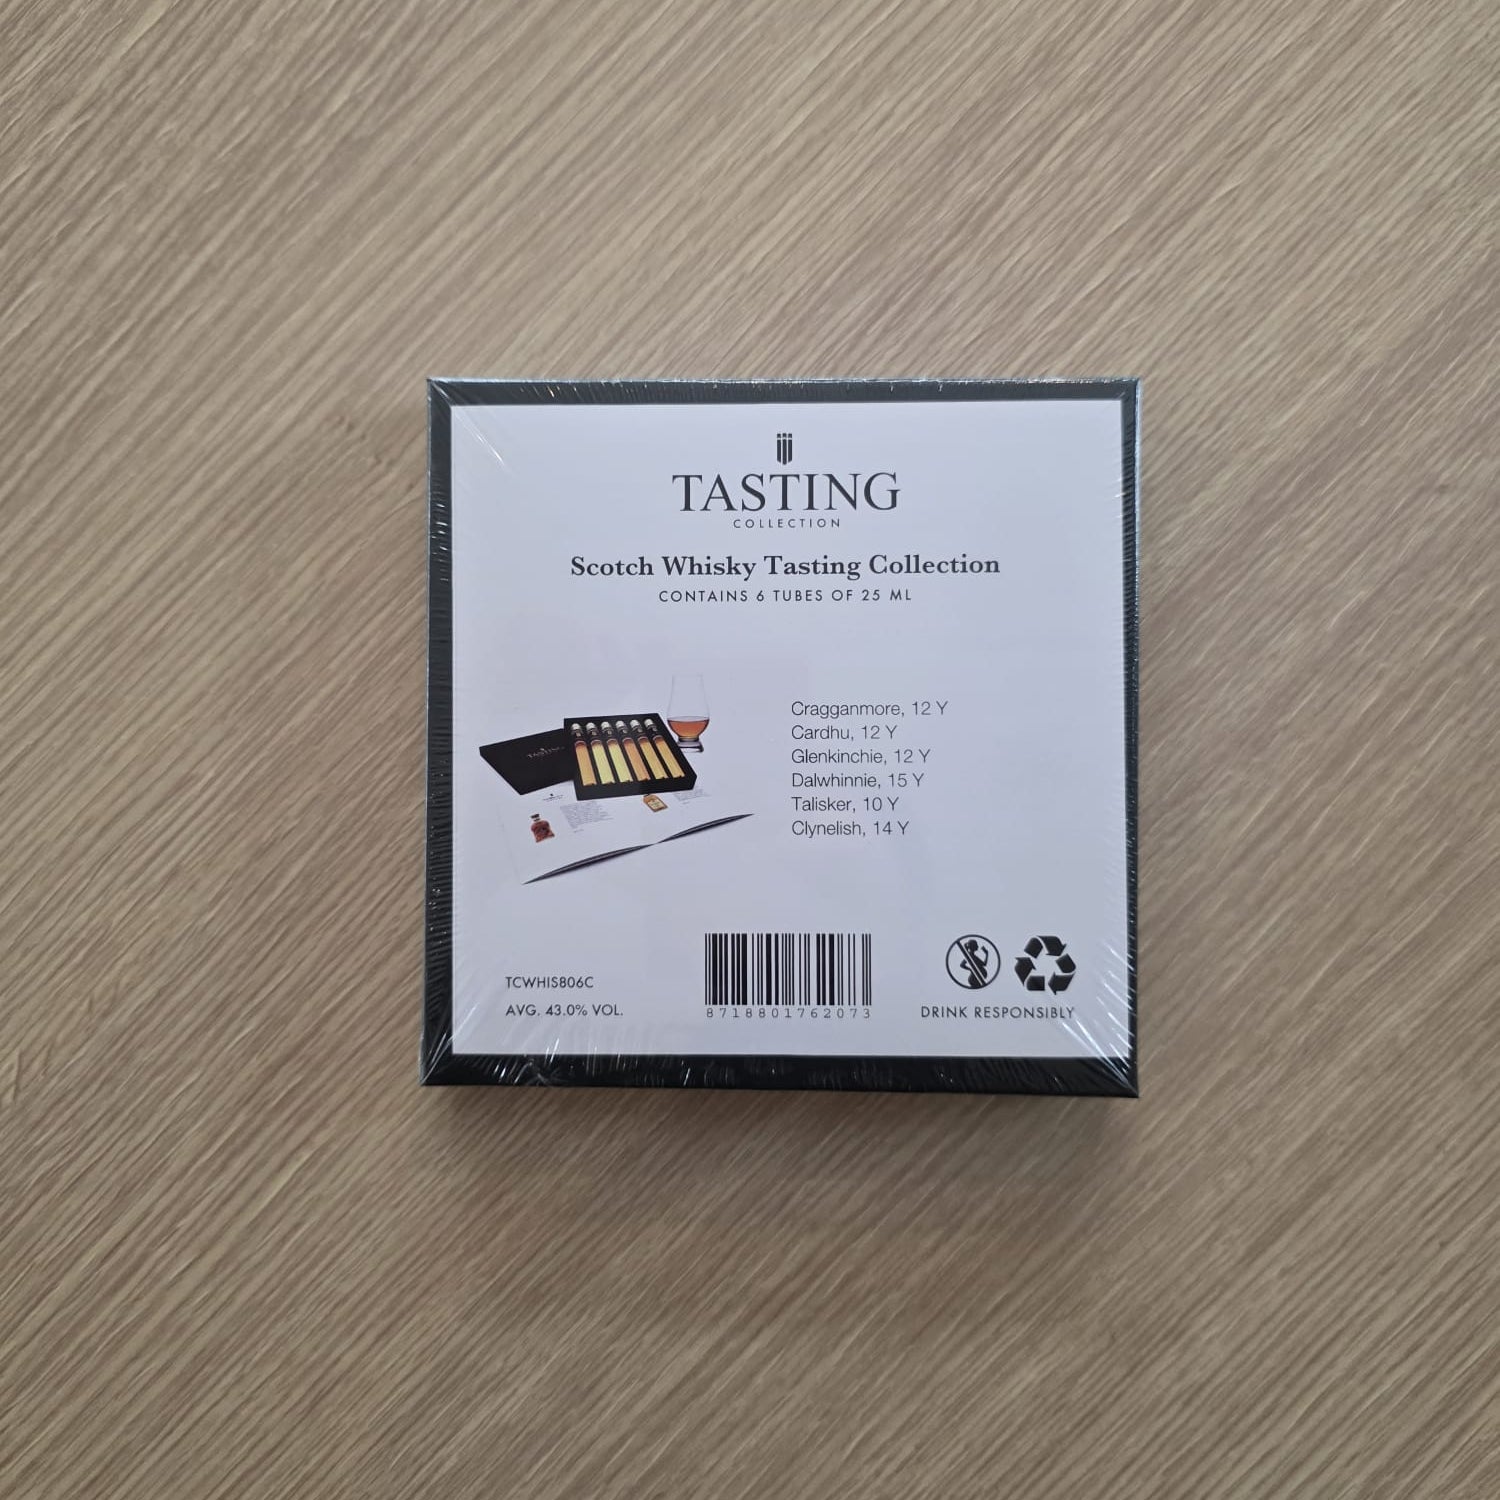 TASTING
COLLECTION
Scotch Whisky Tasting Collection
CONTAINS 6 TUBES OF 25 ML
TASTING
Cragganmore, 12 Y
Cardhu, 12 Y
Glenkinchie, 12 Y
Dalwhinnie, 15 Y
Talisker, 10 Y
Clynelish, 14 Y
TCWHIS806C
AVG. 43.0% VOL.
8718801762073
DRINK RESPONSIBLY